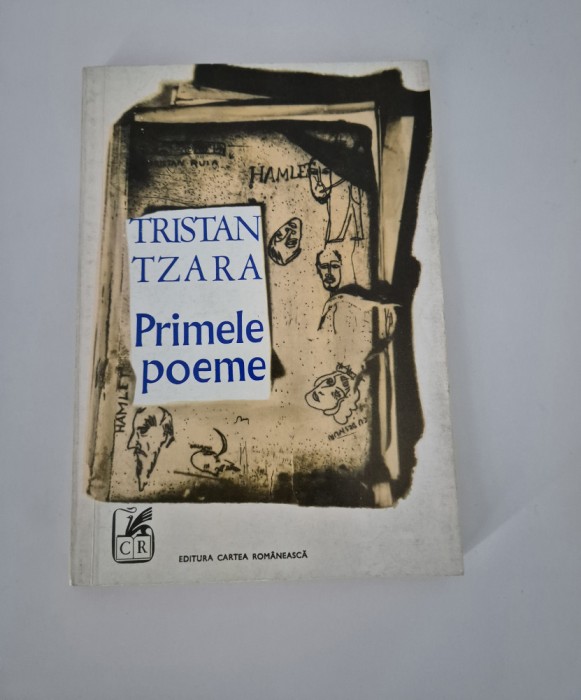 HAMLET
TRISTAN
TZARA
Primele
poeme
HAMLET
CR
EDITURA CARTEA ROMÂNEASCĂ